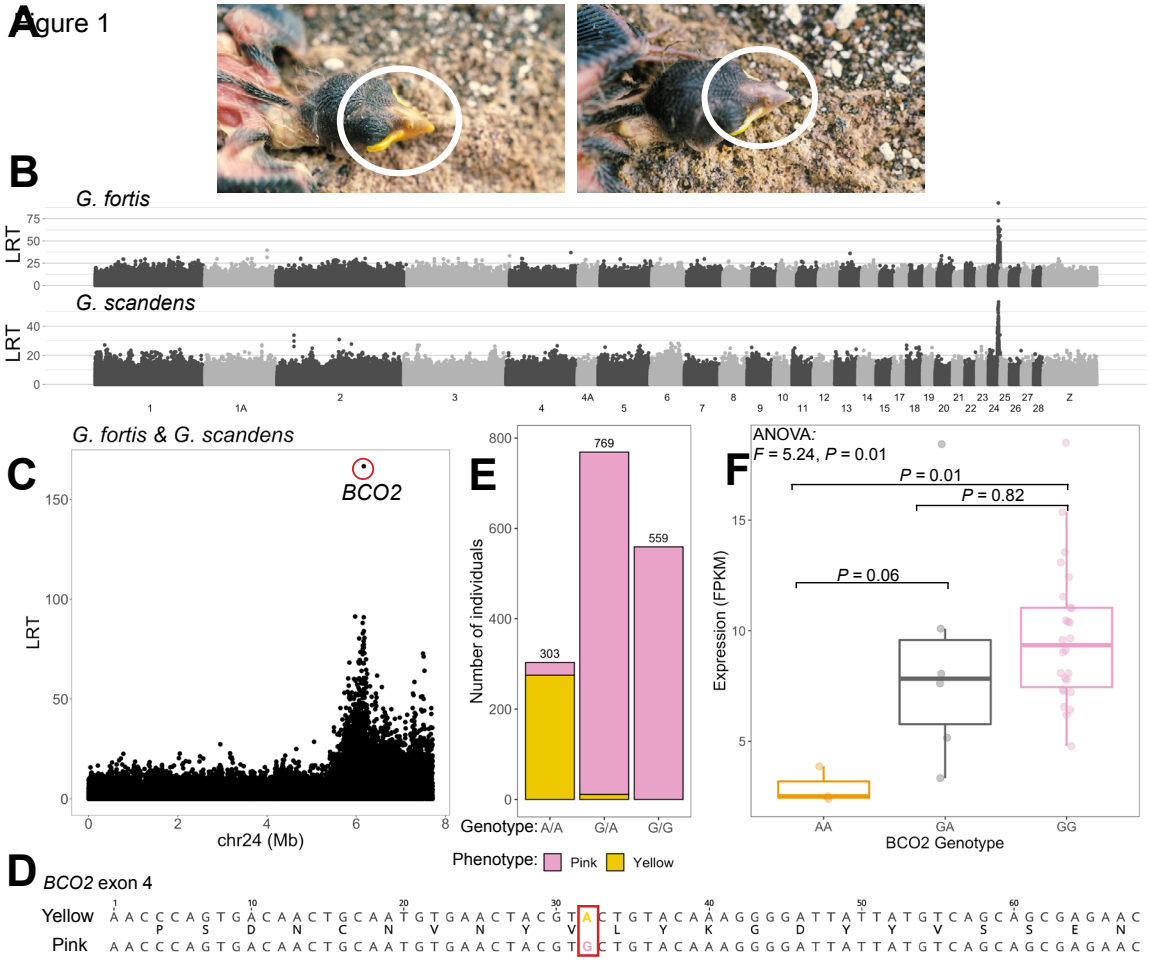 A
Figure 1
B
G. fortis
LRT
75
50
25
0
G. scandens
LRT
40
20
0
1 1A 2 3 4 4A 5 6 7 8 9 10 11 12 13 14 15 17 18 19 20 21 22 23 24 25 26 27 28 Z
G. fortis & G. scandens
C
BCO2
LRT
150
100
50
0
0 2 4 6 8
chr24 (Mb)
E
Number of individuals
800
600
400
200
0
303
769
559
Genotype: A/A G/A G/G
Phenotype: Pink Yellow
F
ANOVA:
F = 5.24, P = 0.01
P = 0.01
P = 0.82
P = 0.06
Expression (FPKM)
15
10
5
AA GA GG
BCO2 Genotype
D
BCO2 exon 4
1 10 20 30 40 50 60
Yellow A A C C C A G T G A C A A C T G C A A T G T G A A C T A C G T A C T G T A C A A A G G G G A T T A T T A T G T C A G C A G C G A G A A C
P S D N C N V N Y V L Y K G D Y Y V S S E N
Pink A A C C C A G T G A C A A C T G C A A T G T G A A C T A C G T G C T G T A C A A A G G G G A T T A T T A T G T C A G C A G C G A G A A C